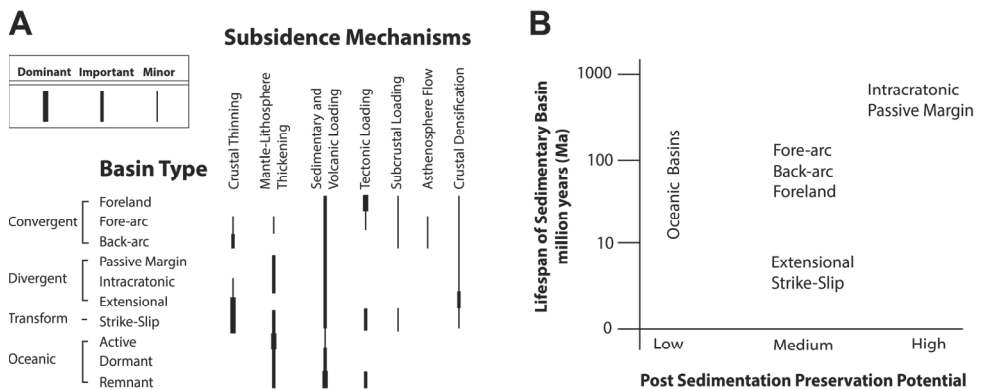 A
Subsidence Mechanisms
Dominant Important Minor
Crustal Thinning
Mantle-Lithosphere
Thickening
Sedimentary and
Volcanic Loading
Tectonic Loading
Subcrustal Loading
Asthenosphere Flow
Crustal Densification
Basin Type
Convergent
Foreland
Fore-arc
Back-arc
Divergent
Passive Margin
Intracratonic
Extensional
Transform
Strike-Slip
Oceanic
Active
Dormant
Remnant
B
Lifespan of Sedimentary Basin
million years (Ma)
1000
100
10
0
Oceanic Basins
Intracratonic
Passive Margin
Fore-arc
Back-arc
Foreland
Extensional
Strike-Slip
Low Medium High
Post Sedimentation Preservation Potential